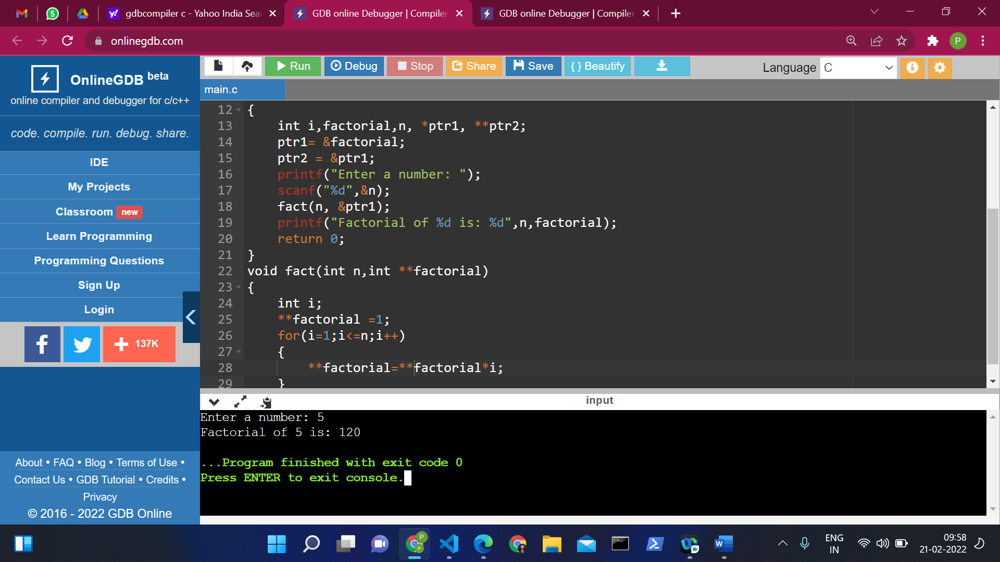 5
gdbcompiler c - Yahoo India Sear
GDB online Debugger | Compiler
GDB online Debugger | Compiler
onlinegdb.com
P
OnlineGDB beta
online compiler and debugger for c/c++
code. compile. run. debug. share.
IDE
My Projects
Classroom new
Learn Programming
Programming Questions
Sign Up
Login
137K
About • FAQ • Blog • Terms of Use •
Contact Us • GDB Tutorial • Credits •
Privacy
© 2016 - 2022 GDB Online
Run Debug Stop Share Save { } Beautify
Language C
main.c
12 {
13 int i,factorial,n, *ptr1, **ptr2;
14 ptr1= &factorial;
15 ptr2 = &ptr1;
16 printf("Enter a number: ");
17 scanf("%d",&n);
18 fact(n, &ptr1);
19 printf("Factorial of %d is: %d",n,factorial);
20 return 0;
21 }
22 void fact(int n,int **factorial)
23 {
24 int i;
25 **factorial =1;
26 for(i=1;i<=n;i++)
27 {
28 **factorial=**factorial*i;
29 }
input
Enter a number: 5
Factorial of 5 is: 120
...Program finished with exit code 0
Press ENTER to exit console.
ENG
IN
09:58
21-02-2022